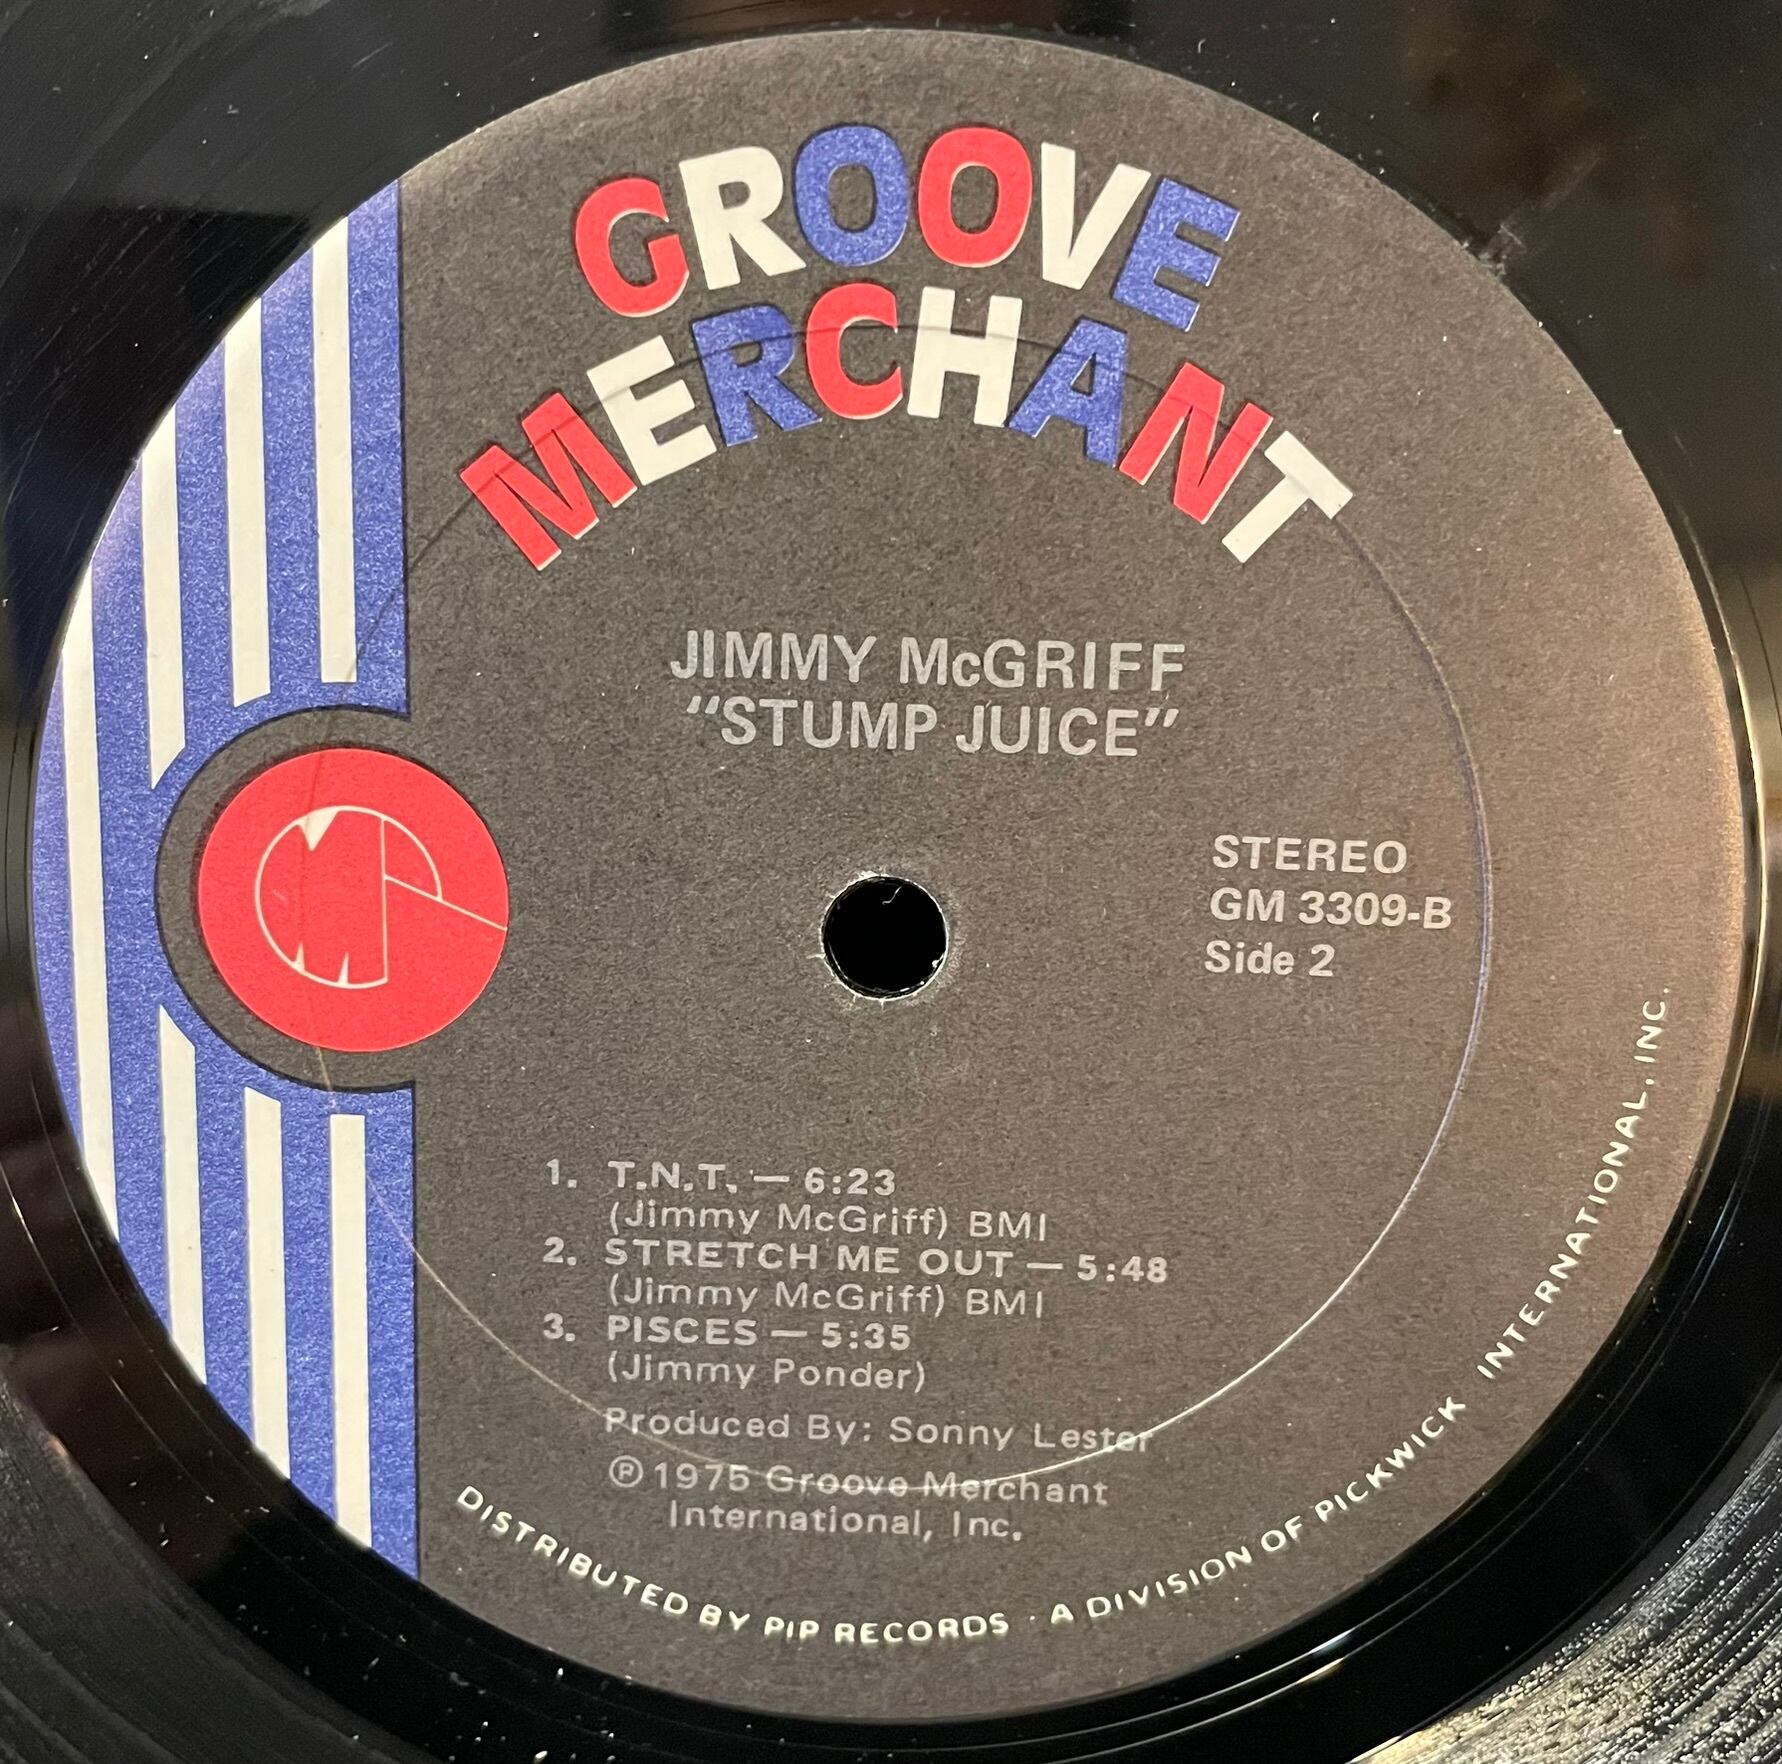 GROOVE
MERCHANT
JIMMY McGRIFF
"STUMP JUICE"
STEREO
GM 3309-B
Side 2
1. T.N.T. — 6:23
(Jimmy McGriff) BMI
2. STRETCH ME OUT — 5:48
(Jimmy McGriff) BMI
3. PISCES — 5:35
(Jimmy Ponder)
Produced By: Sonny Lester
℗ 1975 Groove Merchant
International, Inc.
DISTRIBUTED BY PIP RECORDS · A DIVISION OF PICKWICK INTERNATIONAL, INC.